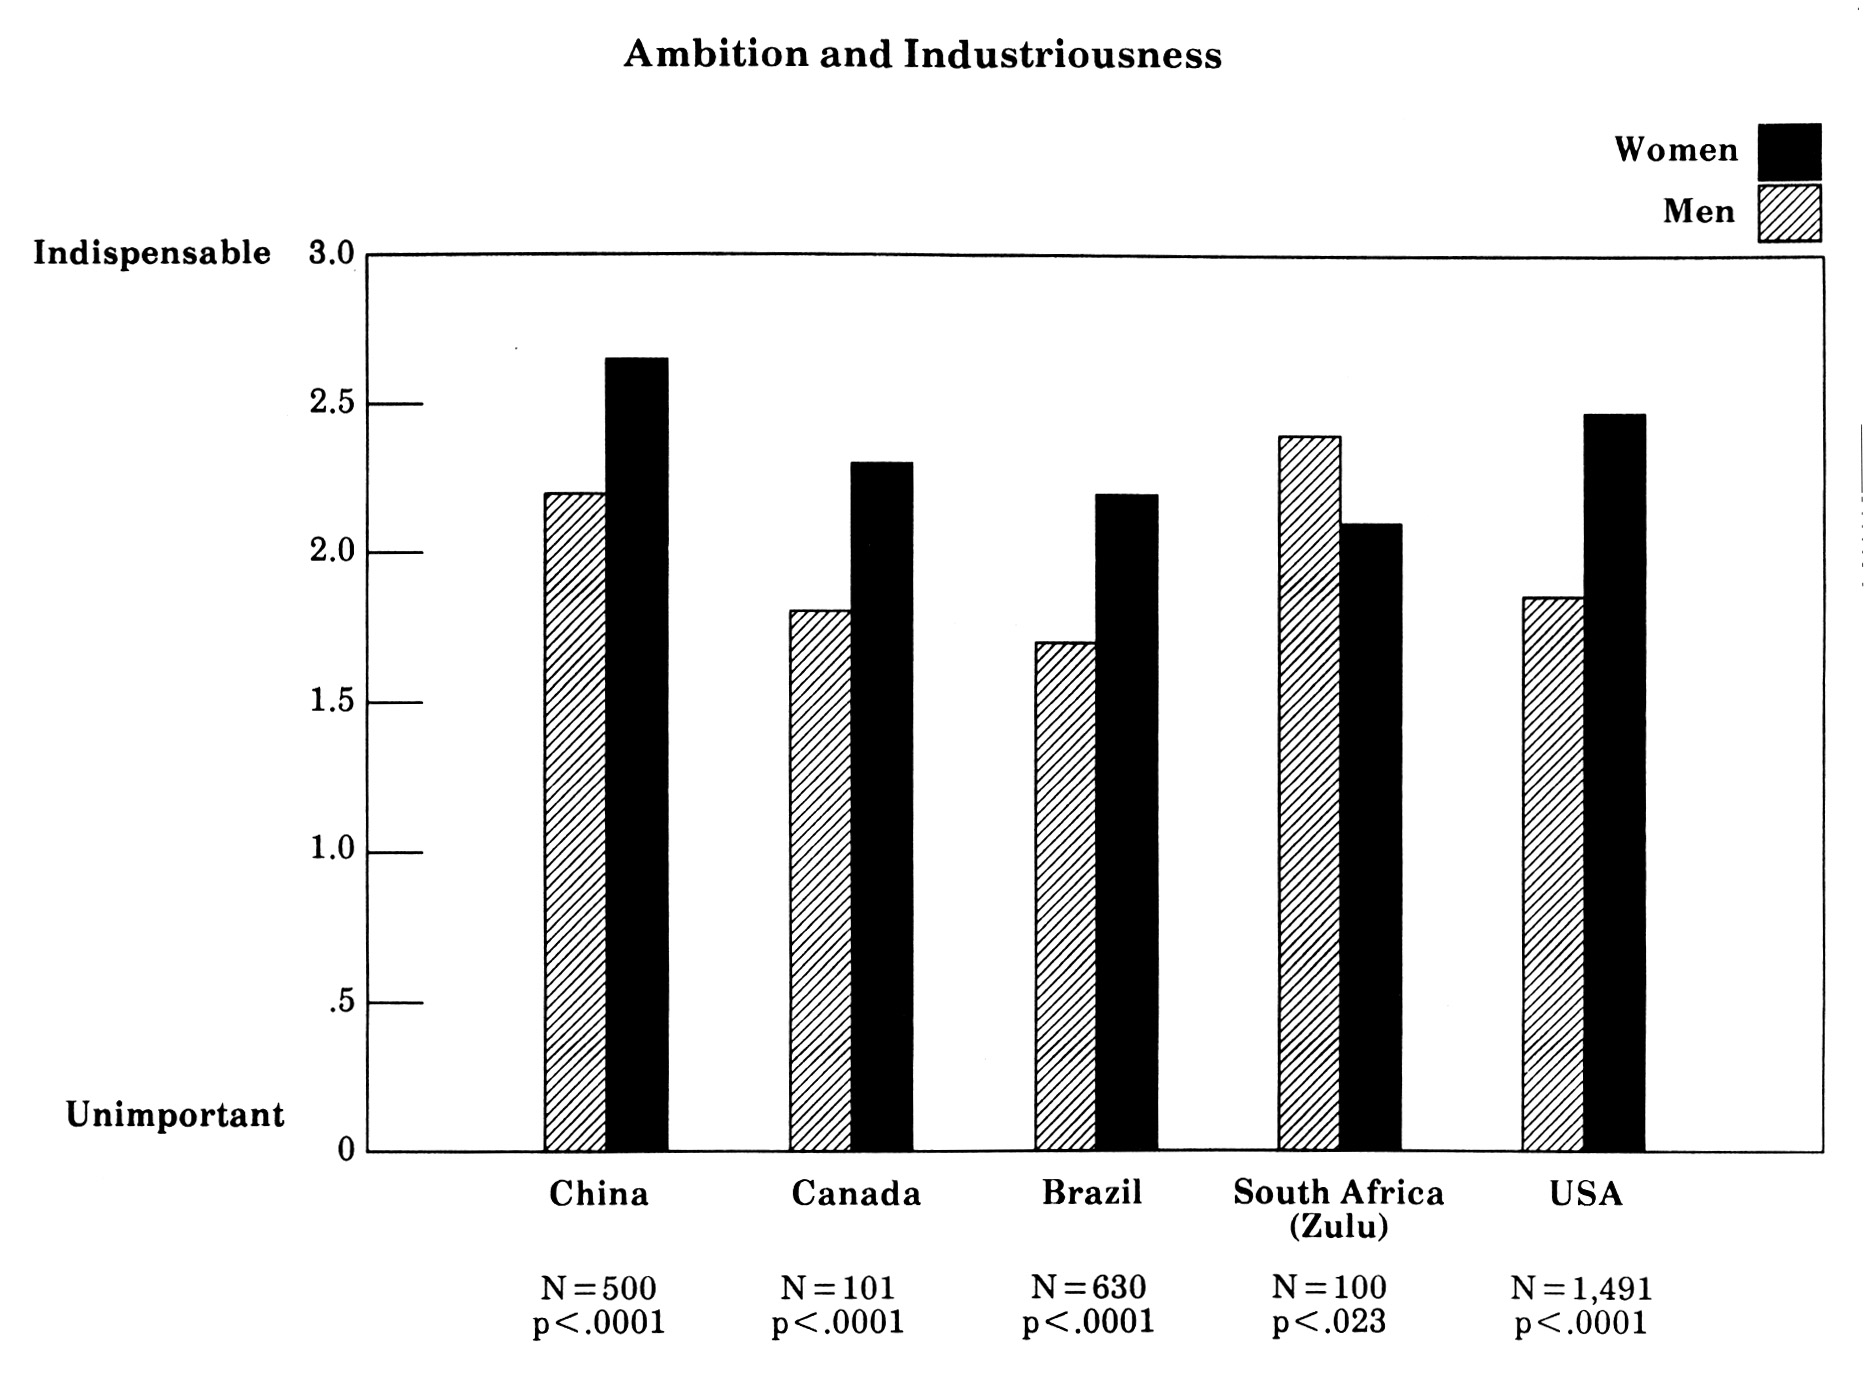 Ambition and Industriousness
Women
Men
Indispensable 3.0
2.5
2.0
1.5
1.0
.5
Unimportant
0
China Canada Brazil South Africa USA
(Zulu)
N=500 N=101 N=630 N=100 N=1,491
p<.0001 p<.0001 p<.0001 p<.023 p<.0001